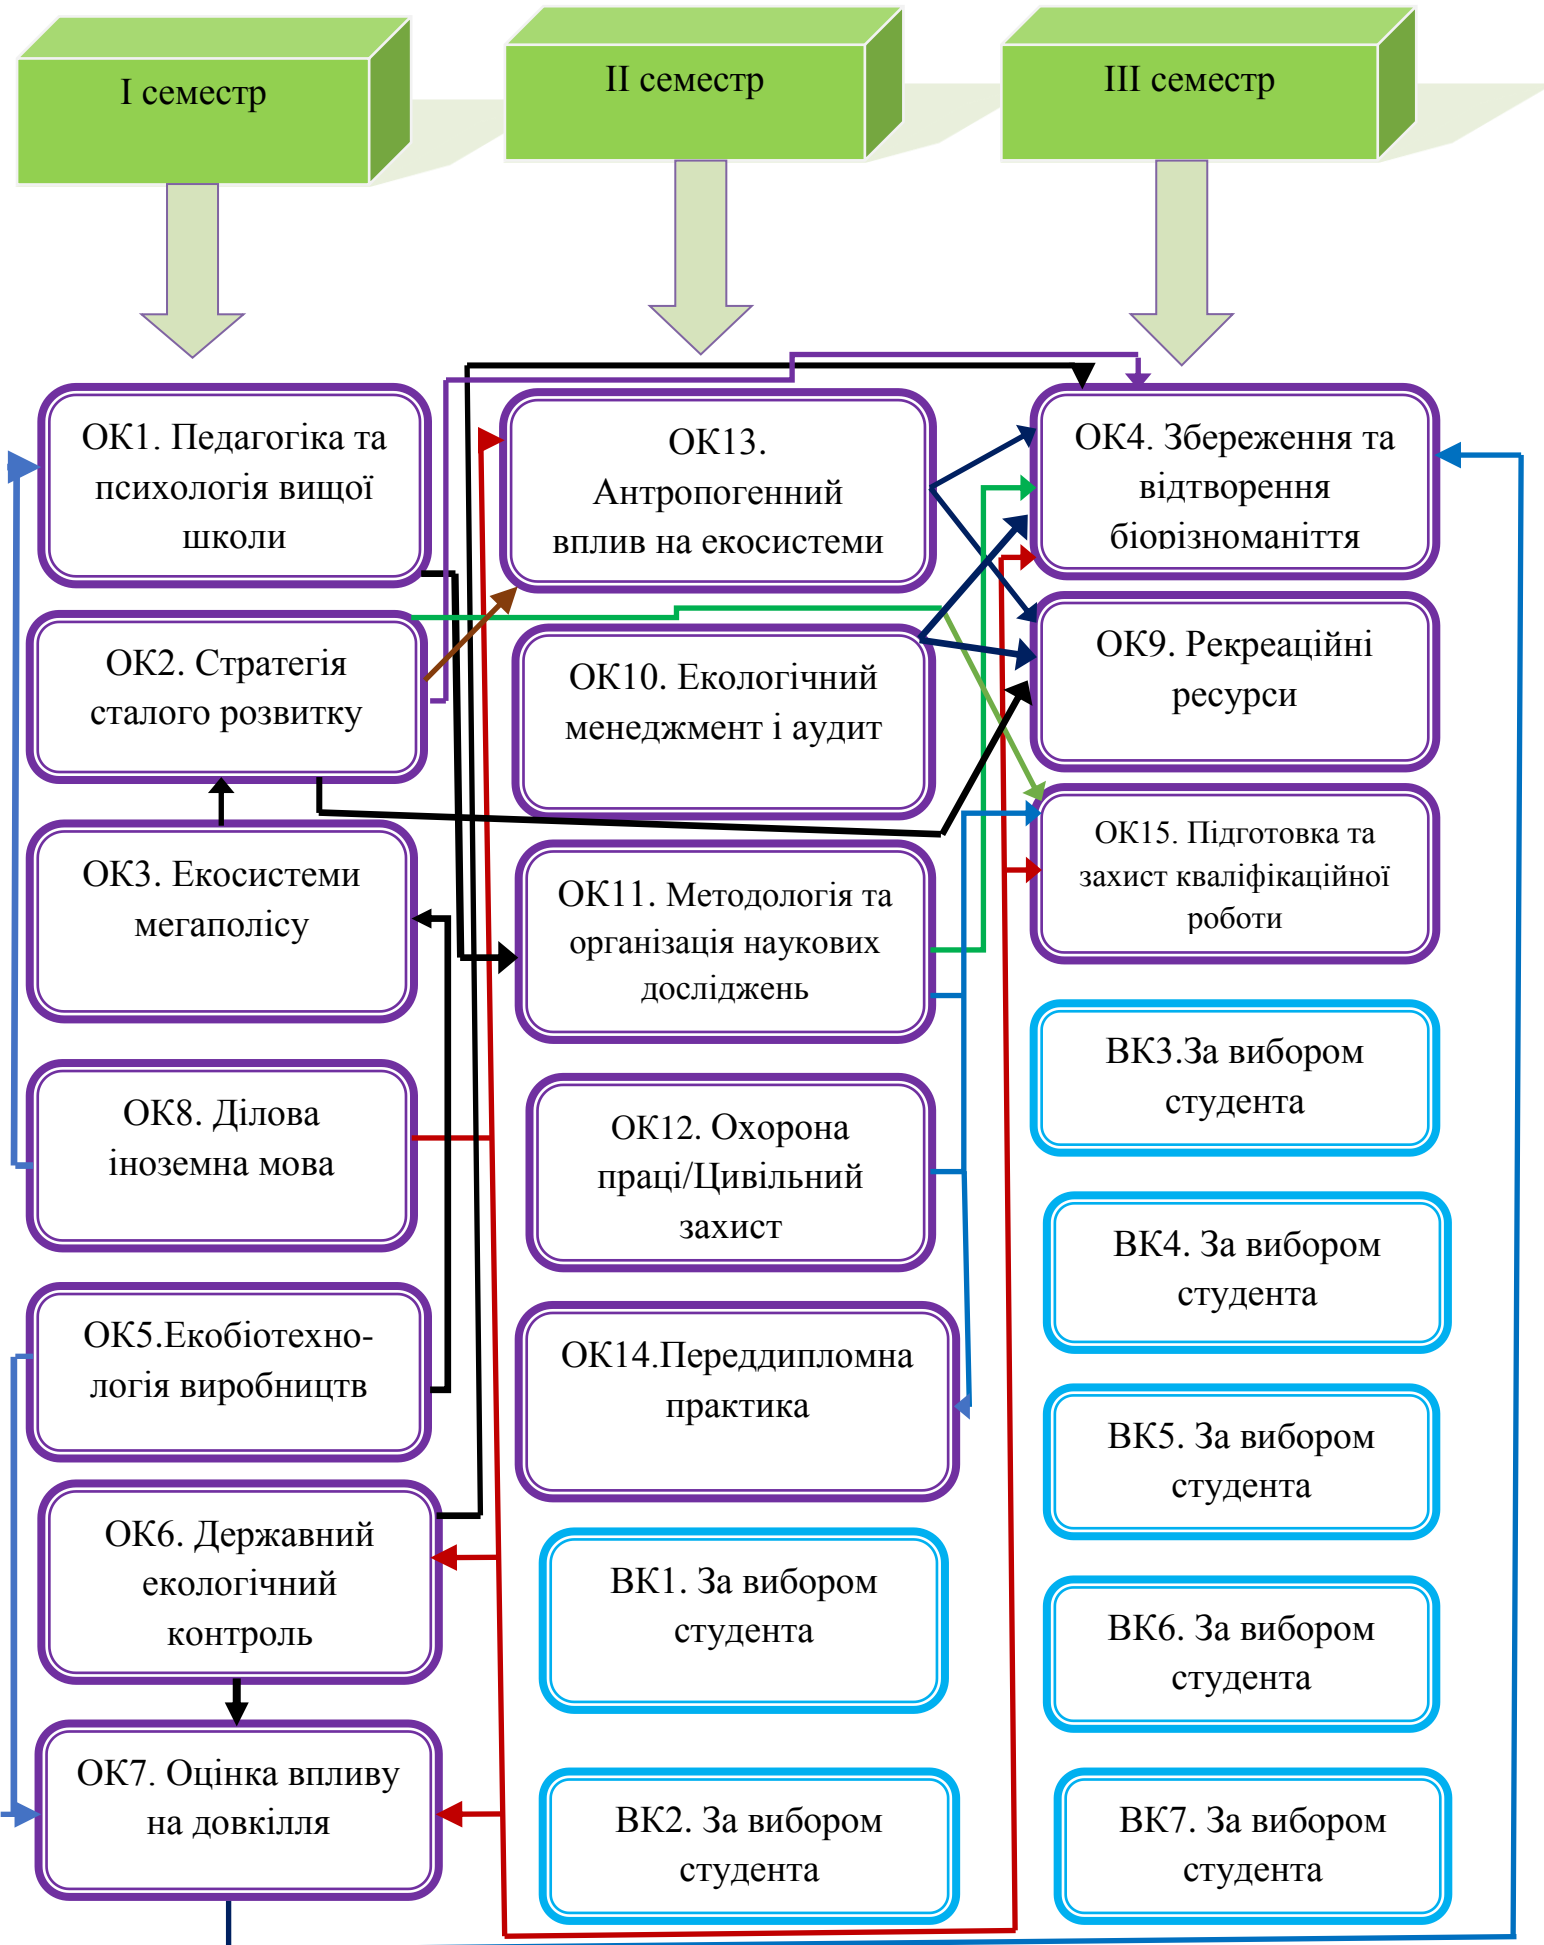 І семестр
ІІ семестр
ІІІ семестр
ОК1. Педагогіка та
психологія вищої
школи
ОК2. Стратегія
сталого розвитку
ОК3. Екосистеми
мегаполісу
ОК8. Ділова
іноземна мова
ОК5.Екобіотехно-
логія виробництв
ОК6. Державний
екологічний
контроль
ОК7. Оцінка впливу
на довкілля
ОК13.
Антропогенний
вплив на екосистеми
ОК10. Екологічний
менеджмент і аудит
ОК11. Методологія та
організація наукових
досліджень
ОК12. Охорона
праці/Цивільний
захист
ОК14.Переддипломна
практика
ВК1. За вибором
студента
ВК2. За вибором
студента
ОК4. Збереження та
відтворення
біорізноманіття
ОК9. Рекреаційні
ресурси
ОК15. Підготовка та
захист кваліфікаційної
роботи
ВК3.За вибором
студента
ВК4. За вибором
студента
ВК5. За вибором
студента
ВК6. За вибором
студента
ВК7. За вибором
студента